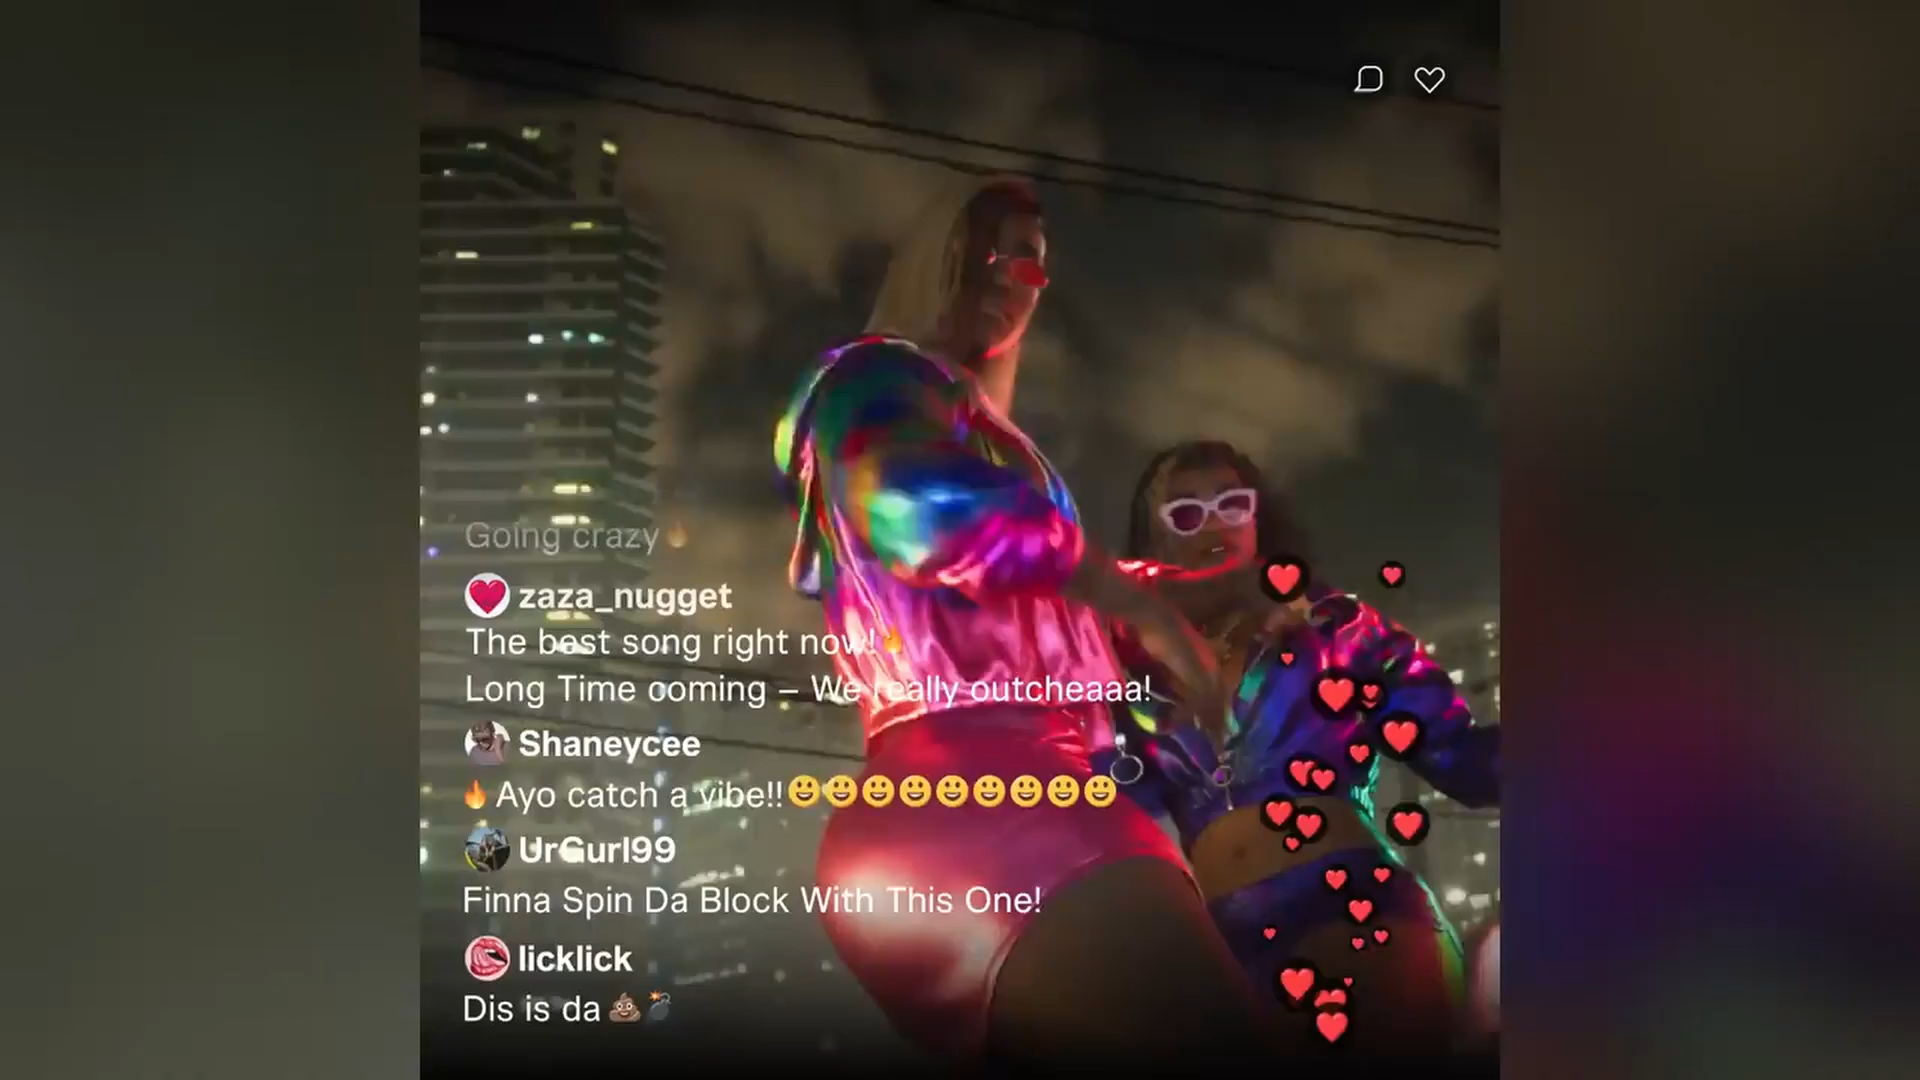 Going crazy🔥
zaza_nugget
The best song right now!🔥
Long Time coming – We really outcheaaa!
Shaneycee
🔥Ayo catch a vibe!!😀😀😀😀😀😀😀😀😀
UrGurl99
Finna Spin Da Block With This One!
licklick
Dis is da💩💣